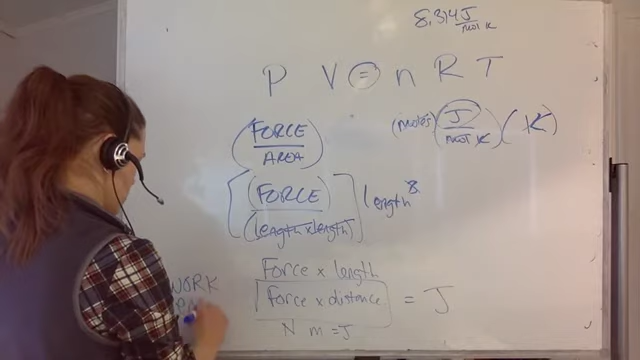 8.314 J/mol K
P V = n R T
(FORCE/AREA) (moles) (J/mol K) (K)
[(FORCE)/(length x length)] length³
Force x length
WORK Force x distance = J
N m = J